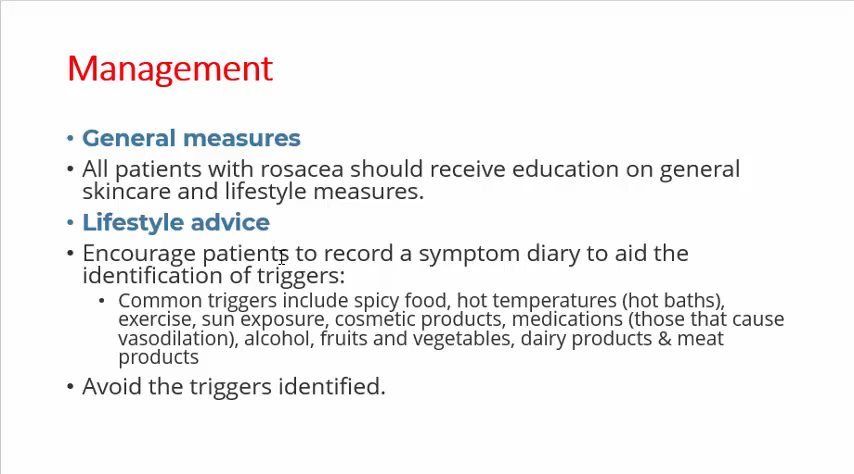 Management
• General measures
• All patients with rosacea should receive education on general
skincare and lifestyle measures.
• Lifestyle advice
• Encourage patients to record a symptom diary to aid the
identification of triggers:
• Common triggers include spicy food, hot temperatures (hot baths),
exercise, sun exposure, cosmetic products, medications (those that cause
vasodilation), alcohol, fruits and vegetables, dairy products & meat
products
• Avoid the triggers identified.